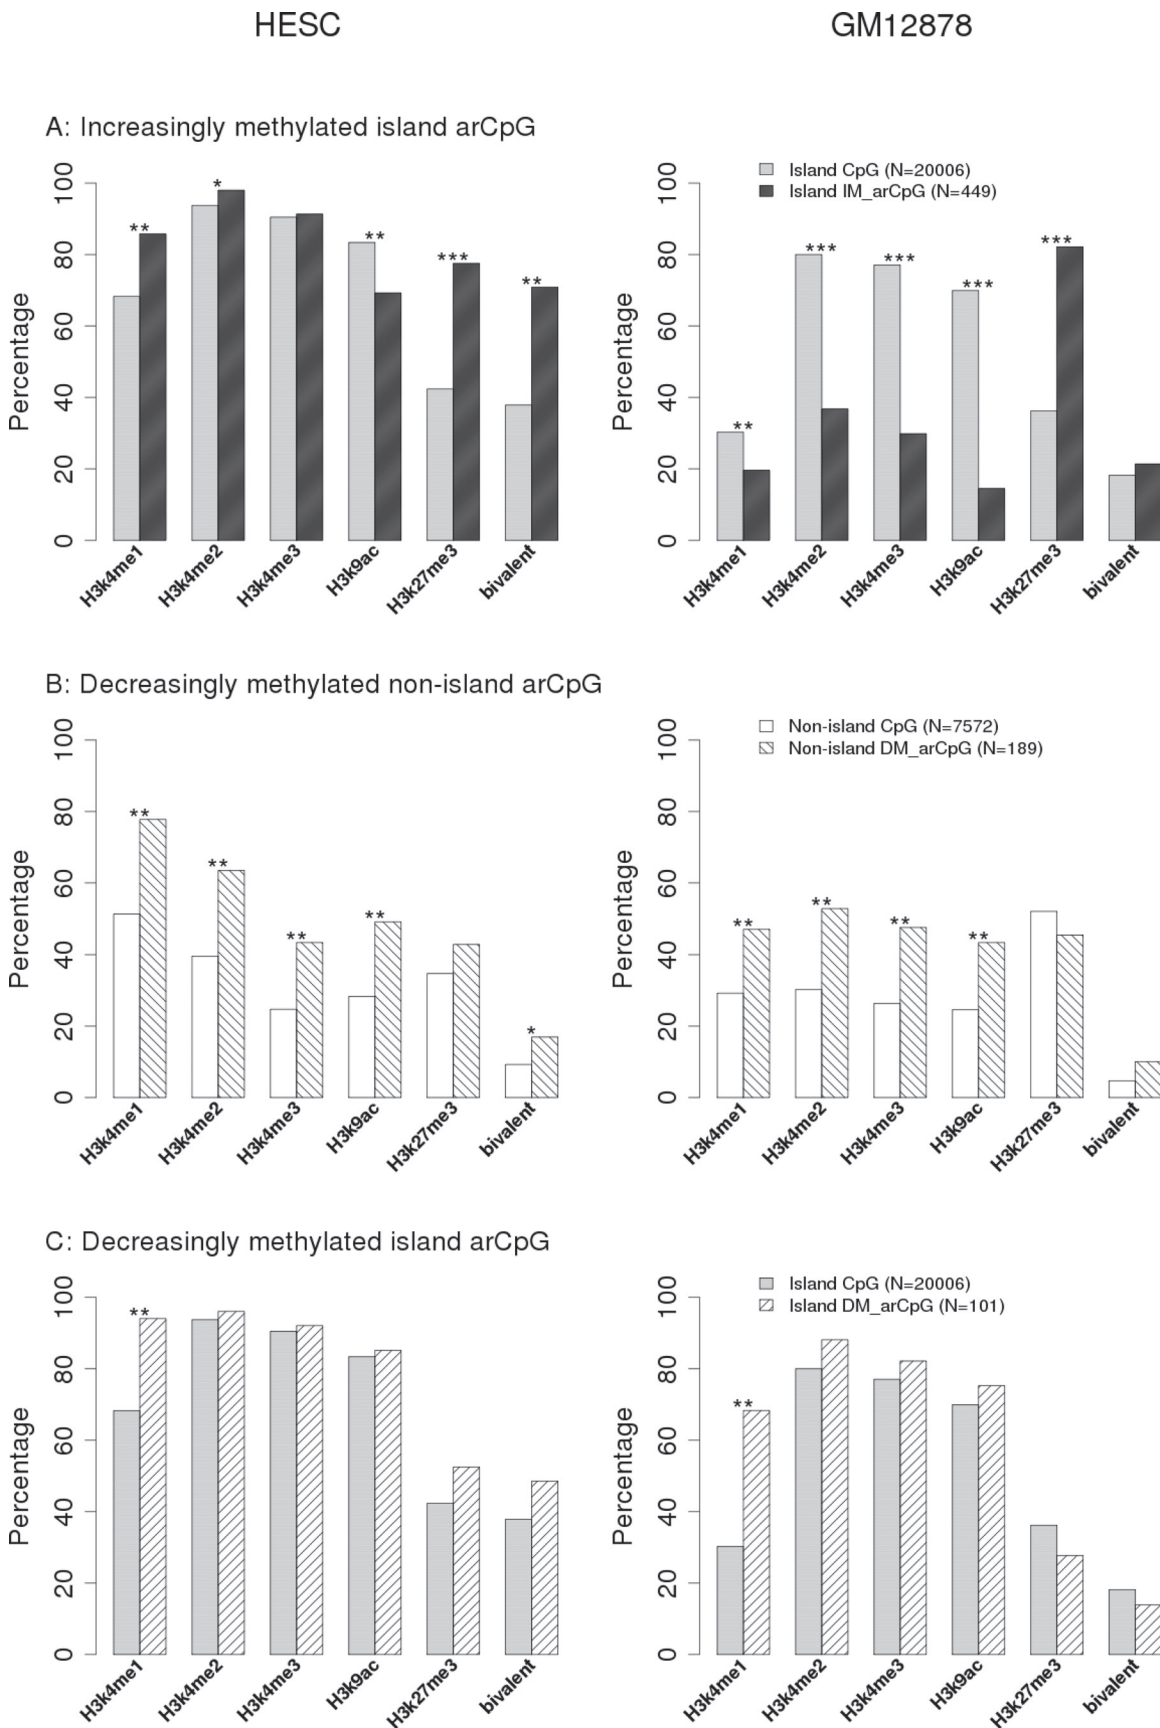 HESC
GM12878
A: Increasingly methylated island arCpG
Percentage
0
20
40
60
80
100
**
*
**
***
**
H3k4me1
H3k4me2
H3k4me3
H3k9ac
H3k27me3
bivalent
Percentage
0
20
40
60
80
100
Island CpG (N=20006)
Island IM_arCpG (N=449)
**
***
***
***
***
H3k4me1
H3k4me2
H3k4me3
H3k9ac
H3k27me3
bivalent
B: Decreasingly methylated non-island arCpG
Percentage
0
20
40
60
80
100
**
**
**
**
*
H3k4me1
H3k4me2
H3k4me3
H3k9ac
H3k27me3
bivalent
Percentage
0
20
40
60
80
100
Non-island CpG (N=7572)
Non-island DM_arCpG (N=189)
**
**
**
**
H3k4me1
H3k4me2
H3k4me3
H3k9ac
H3k27me3
bivalent
C: Decreasingly methylated island arCpG
Percentage
0
20
40
60
80
100
**
H3k4me1
H3k4me2
H3k4me3
H3k9ac
H3k27me3
bivalent
Percentage
0
20
40
60
80
100
Island CpG (N=20006)
Island DM_arCpG (N=101)
**
H3k4me1
H3k4me2
H3k4me3
H3k9ac
H3k27me3
bivalent